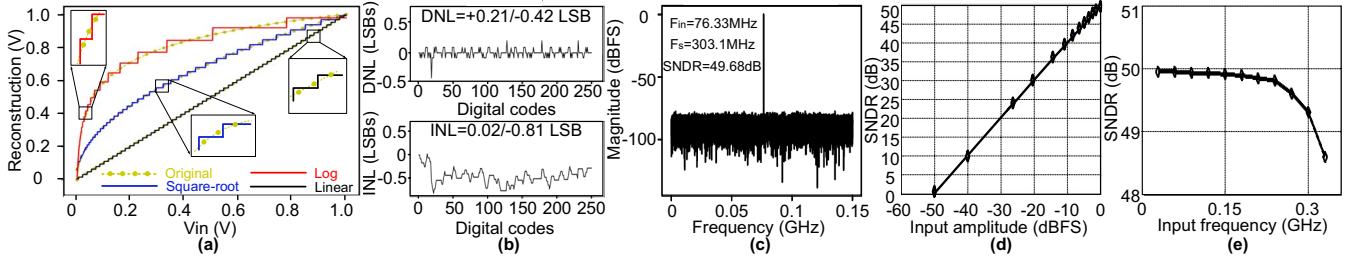 Reconstruction (V)
1.0
0.8
0.6
0.4
0.2
0
Original
Log
Square-root
Linear
0
0.2
0.4
0.6
0.8
1.0
Vin (V)
(a)
DNL (LSBs)
0.5
0
-0.5
DNL=+0.21/-0.42 LSB
0 50 100 150 200 250
Digital codes
INL (LSBs)
0
-0.5
INL=0.02/-0.81 LSB
0 50 100 150 200 250
Digital codes
(b)
Magnitude (dBFS)
0
-50
-100
Fin=76.33MHz
Fs=303.1MHz
SNDR=49.68dB
0 0.05 0.1 0.15
Frequency (GHz)
(c)
SNDR (dB)
50
45
40
35
30
25
20
15
10
5
0
-60 -50 -40 -30 -20 -10 0
Input amplitude (dBFS)
(d)
SNDR (dB)
51
50
49
48
0 0.15 0.3
Input frequency (GHz)
(e)